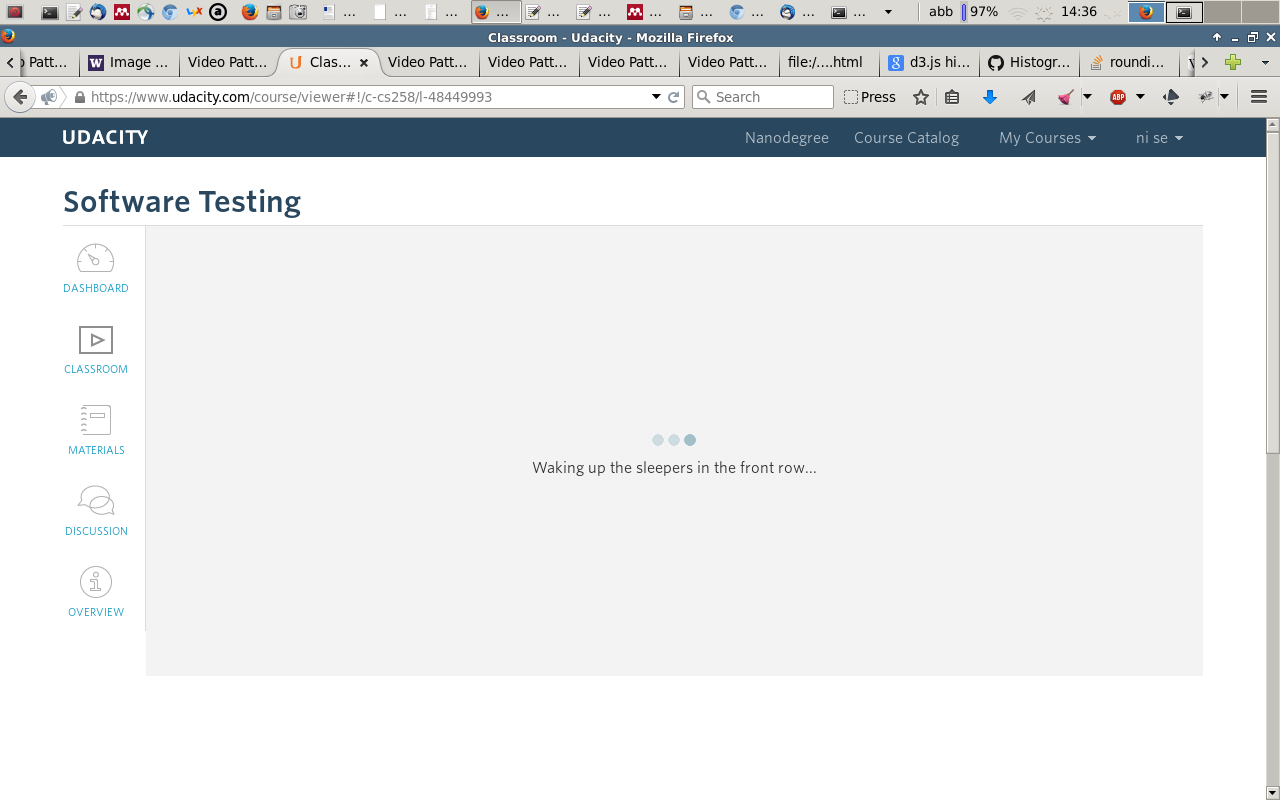 ... ... ... ... ... ... ... ... ... ... ... abb 97% 14:36
Classroom - Udacity - Mozilla Firefox
Patt... Image ... Video Patt... Clas... Video Patt... Video Patt... Video Patt... Video Patt... file:/....html d3.js hi... Histogr... roundi...
https://www.udacity.com/course/viewer#!/c-cs258/l-48449993 Search Press ABP
UDACITY Nanodegree Course Catalog My Courses ni se
Software Testing
DASHBOARD
CLASSROOM
MATERIALS
DISCUSSION
OVERVIEW
Waking up the sleepers in the front row...